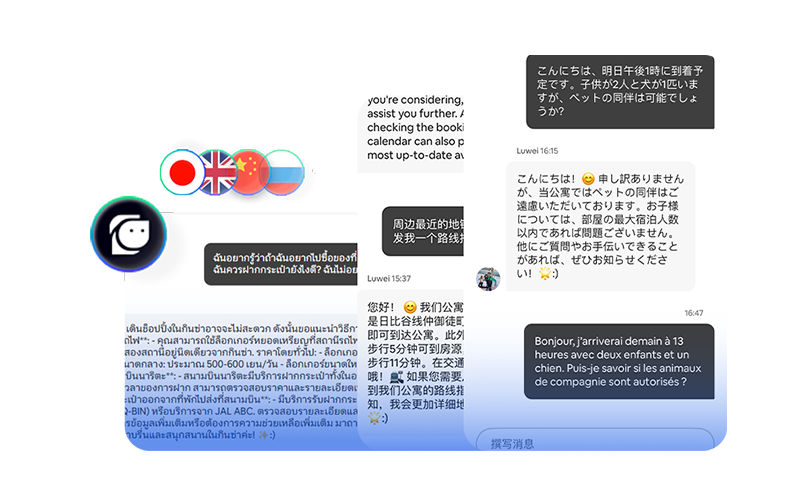 you're considering,
assist you further. A
checking the booki
calendar can also p
most up-to-date av
ฉันอยากรู้ว่าถ้าฉันอยากไปซื้อของที่
ฉันควรฝากกระเป๋ายังไงดี? ฉันไม่อย
เดินช็อปปิ้งในกินซ่าอาจจะไม่สะดวก ดังนั้นขอแนะนำวิธีกา
รถไฟ**: - คุณสามารถใช้ล็อกเกอร์หยอดเหรียญที่สถานีรถไ
สองสถานีอยู่นิดเดียวจากกินซ่า. ราคาโดยทั่วไป: - ล็อกเกอ
นาดกลาง: ประมาณ 500-600 เยน/วัน - ล็อกเกอร์ขนาดให
บินนาริตะ**: - สนามบินนาริตะมีบริการฝากกระเป๋าทั้งใน
วลาของการฝาก สามารถตรวจสอบราคาและรายละเอียดเ
ะเป๋าออกจากที่พักไปส่งที่สนามบิน**: - มีบริการรับฝากกระเ
Q-BIN) หรือบริการจาก JAL ABC. ตรวจสอบรายละเอียดแล
รข้อมูลเพิ่มเติมหรือต้องการความช่วยเหลือเพิ่มเติม มาถา
าบรื่นและสนุกสนานในกินซ่าค่ะ! ✨:)
周边最近的地铁
发我一个路线指
Luwei 15:37
您好！😊 我们公寓
是日比谷线仲御徒町
即可到达公寓。此外
步行5分钟可到房源
步行11分钟。在交通
哦！🚂 如果您需要
到我们公寓的路线指
知，我会更加详细地
🌟:)
こんにちは、明日午後1時に到着予
定です。子供が2人と犬が1匹いま
すが、ペットの同伴は可能でしょ
うか?
Luwei 16:15
こんにちは！😊 申し訳ありません
が、当公寓ではペットの同伴はご
遠慮いただいております。お子様
については、部屋の最大宿泊人数
以内であれば問題ございません。
他にご質問やお手伝いできること
があれば、ぜひお知らせくださ
い！🌟:)
16:47
Bonjour, j'arriverai demain à 13
heures avec deux enfants et un
chien. Puis-je savoir si les animaux
de compagnie sont autorisés ?
撰写消息